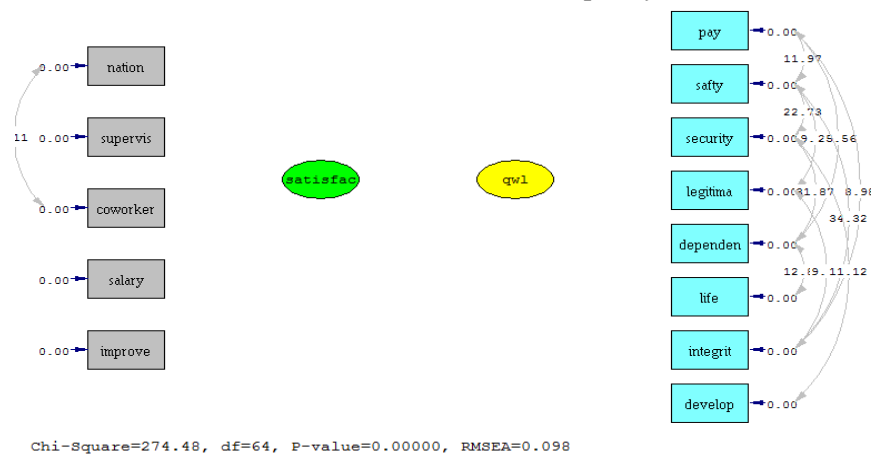 pay
0.00
11.97
0.00
nation
safty
0.00
22.73
11
0.00
supervis
security
0.00
satisfac
qwl
legitima
8.98
0.00
coworker
34.32
dependen
0.00
0.00
salary
11.12
life
0.00
0.00
improve
integrit
0.00
develop
0.00
Chi-Square=274.48, df=64, P-value=0.00000, RMSEA=0.098